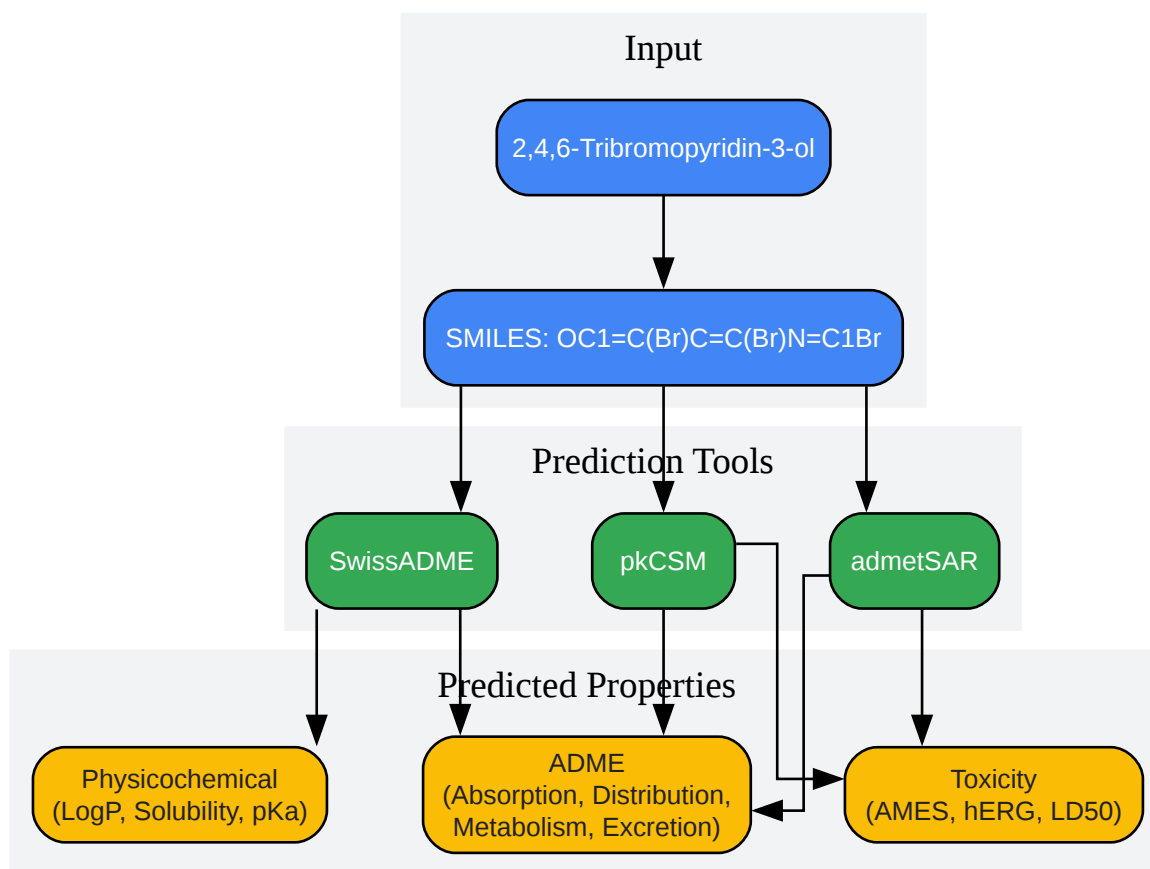 Input
2,4,6-Tribromopyridin-3-ol
SMILES: OC1=C(Br)C=C(Br)N=C1Br
Prediction Tools
SwissADME
pkCSM
admetSAR
Predicted Properties
Physicochemical
(LogP, Solubility, pKa)
ADME
(Absorption, Distribution,
Metabolism, Excretion)
Toxicity
(AMES, hERG, LD50)